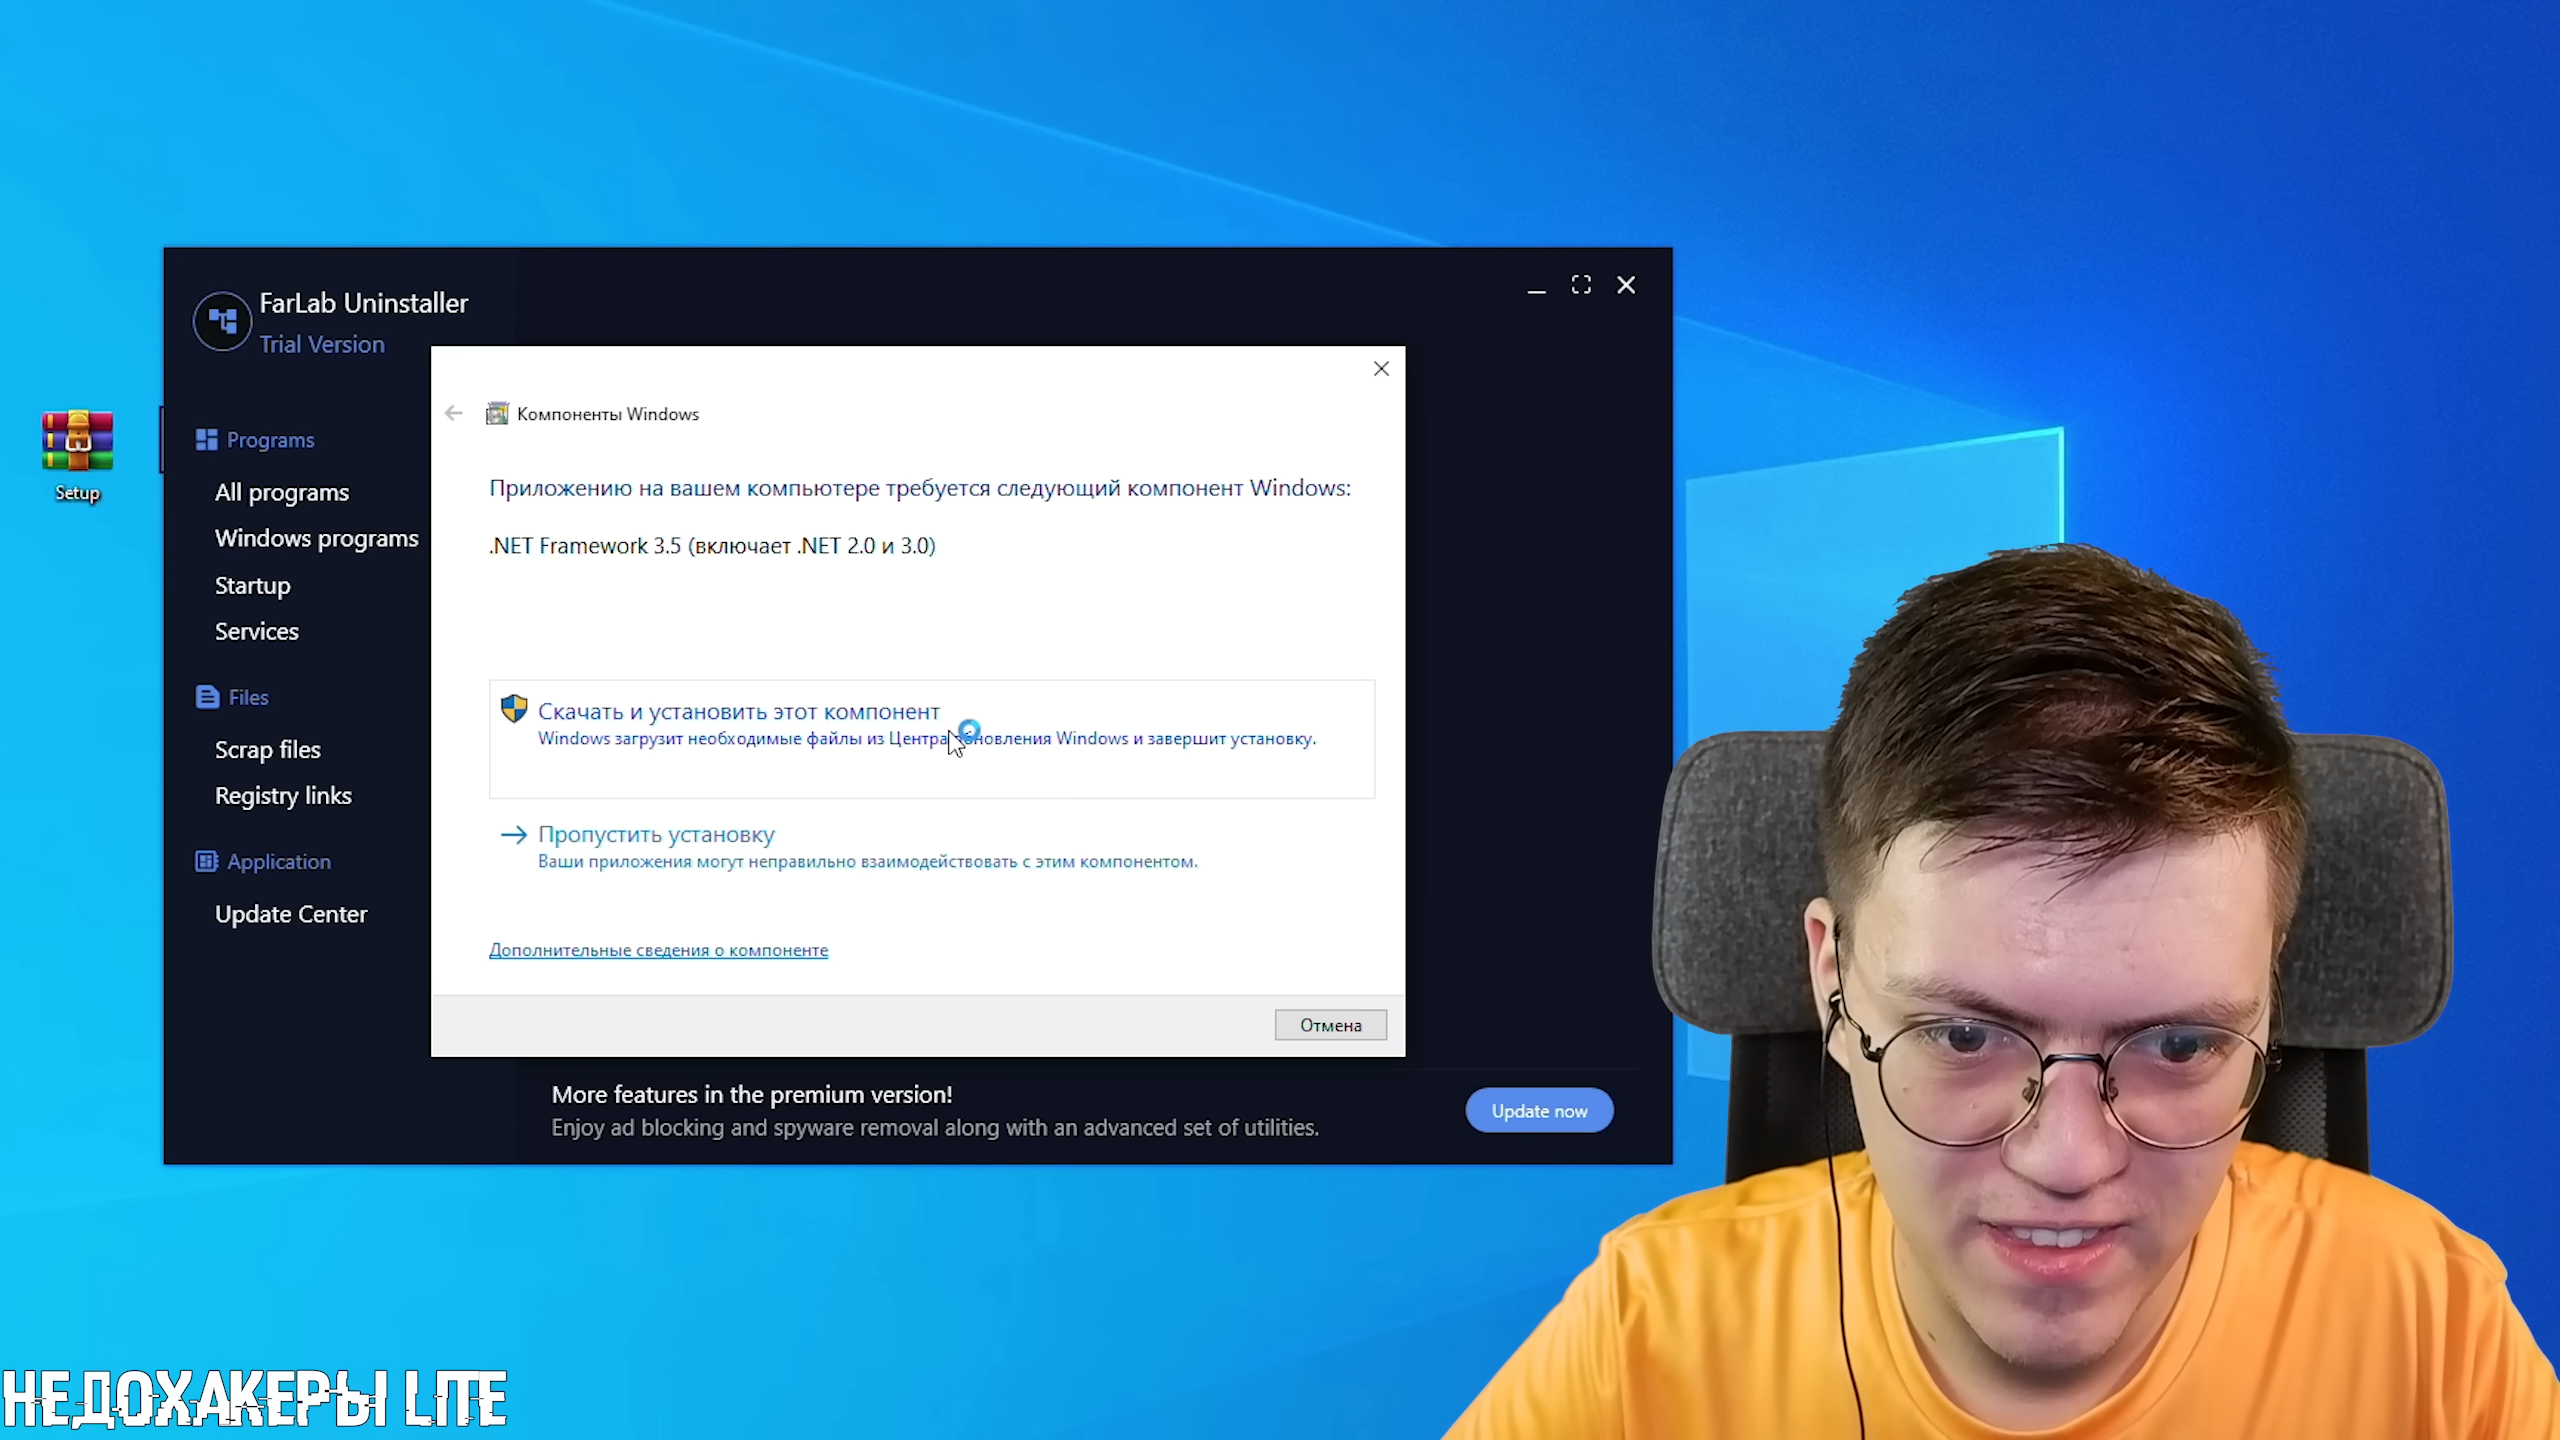 FarLab Uninstaller
Trial Version
Setup
Programs
All programs
Windows programs
Startup
Services
Files
Scrap files
Registry links
Application
Update Center
Компоненты Windows
Приложению на вашем компьютере требуется следующий компонент Windows:
.NET Framework 3.5 (включает .NET 2.0 и 3.0)
Скачать и установить этот компонент
Windows загрузит необходимые файлы из Центра обновления Windows и завершит установку.
Пропустить установку
Ваши приложения могут неправильно взаимодействовать с этим компонентом.
Дополнительные сведения о компоненте
Отмена
More features in the premium version!
Enjoy ad blocking and spyware removal along with an advanced set of utilities.
Update now
НЕДОХАКЕРЫ LITE